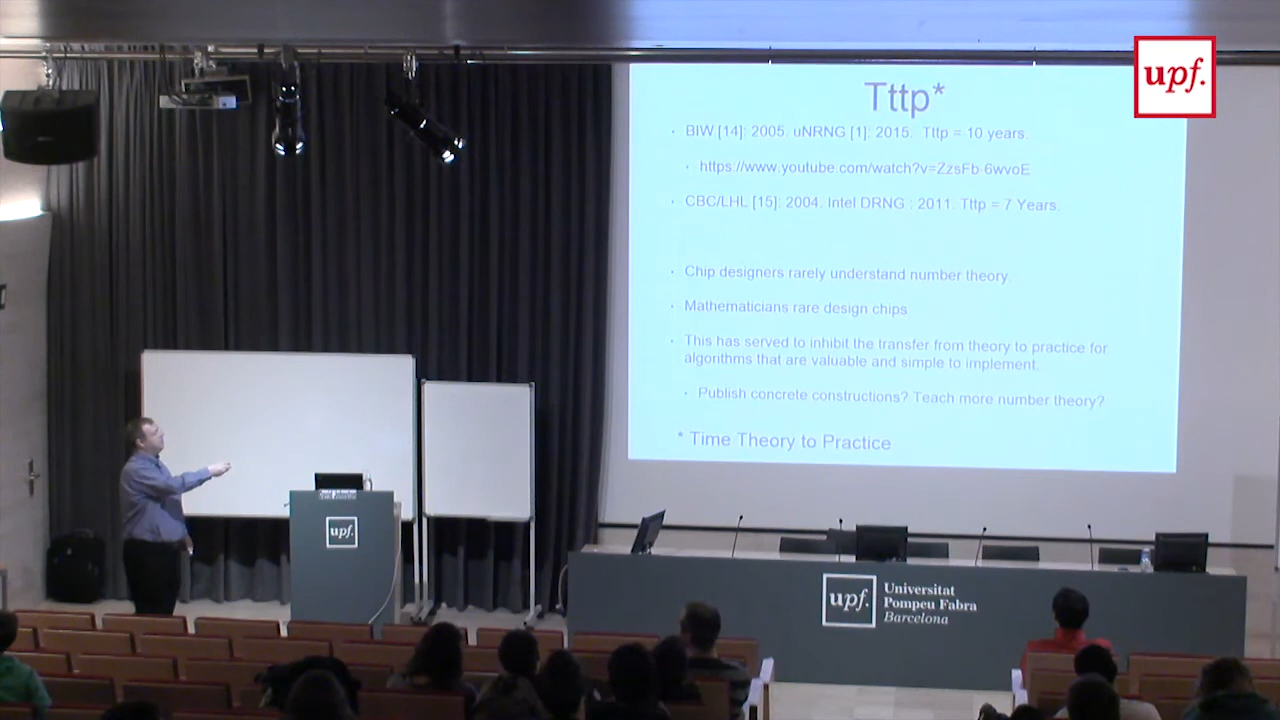 upf.
Tttp*
· BIW [14]: 2005. uNRNG [1]: 2015. Tttp = 10 years.
· https://www.youtube.com/watch?v=ZzsFb-6wvoE
· CBC/LHL [15]: 2004. Intel DRNG : 2011. Tttp = 7 Years.
· Chip designers rarely understand number theory.
· Mathematicians rare design chips
· This has served to inhibit the transfer from theory to practice for
algorithms that are valuable and simple to implement.
· Publish concrete constructions? Teach more number theory?
* Time Theory to Practice
upf.
upf.
Universitat
Pompeu Fabra
Barcelona